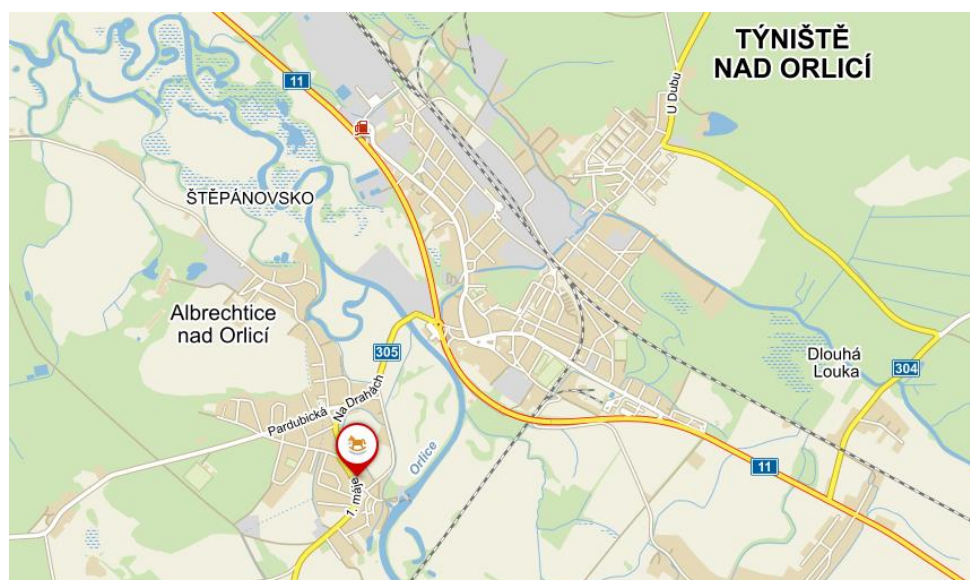 TÝNIŠTĚ
NAD ORLICÍ
11
U Dubu
ŠTĚPÁNOVSKO
Albrechtice
nad Orlicí
305
Dlouhá
Louka
304
Na Drahách
Pardubická
Orlice
11
1. máje